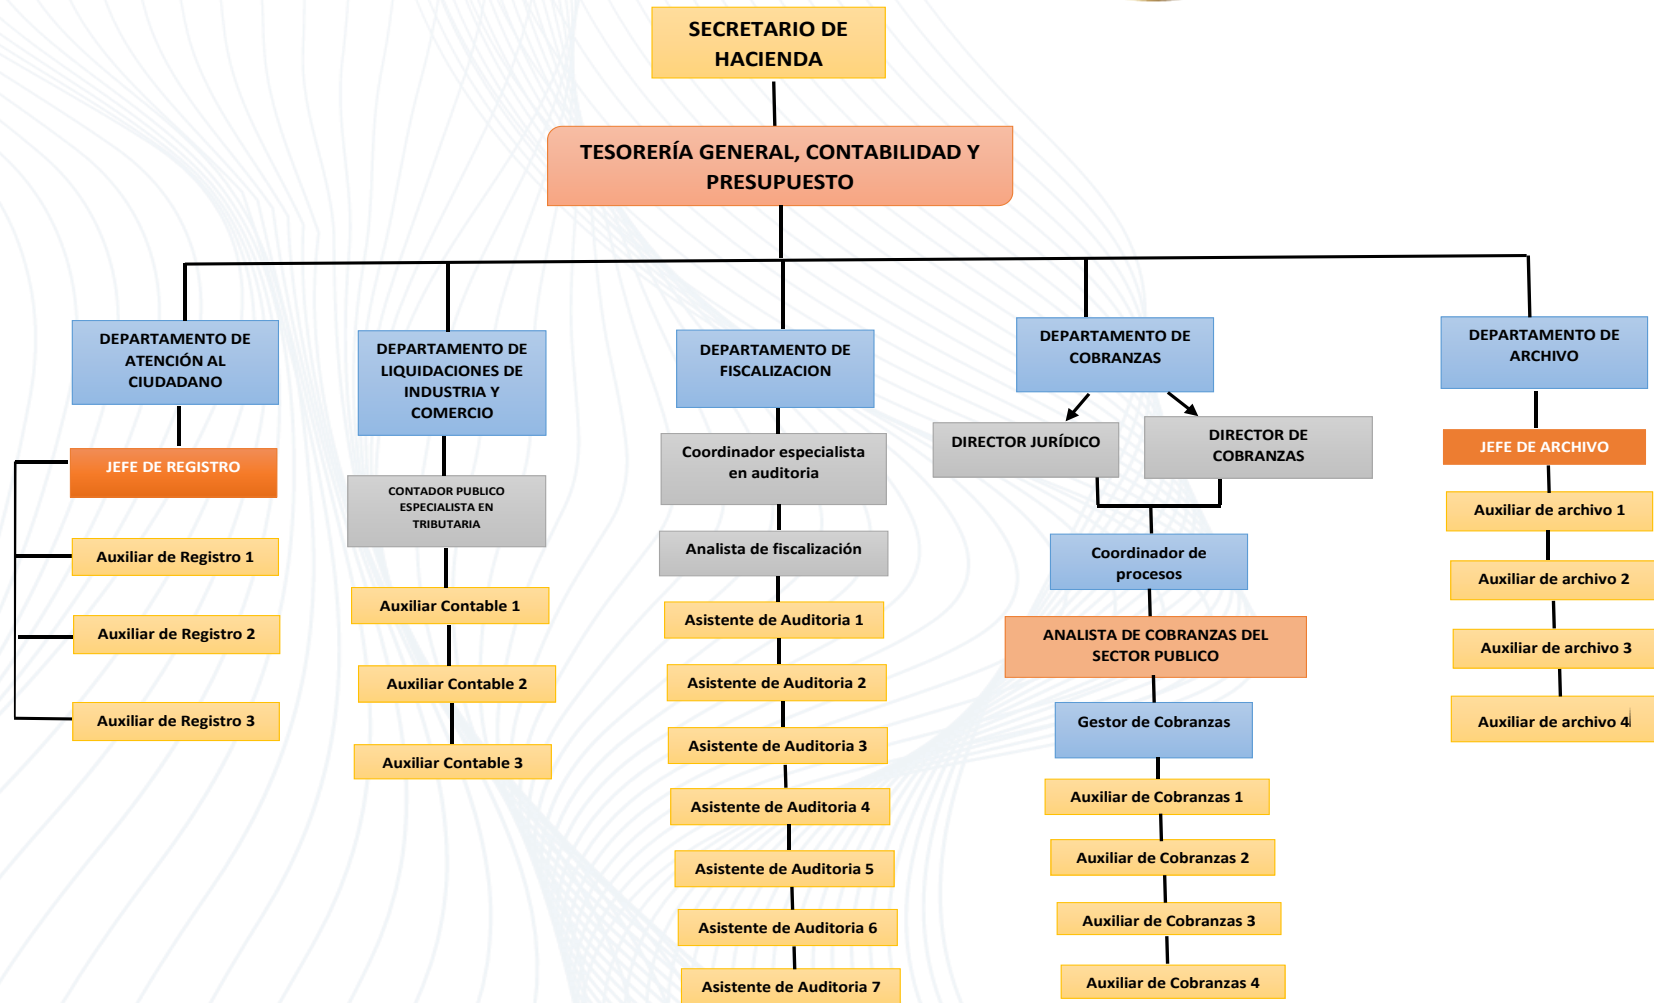 SECRETARIO DE
HACIENDA
TESORERÍA GENERAL, CONTABILIDAD Y
PRESUPUESTO
DEPARTAMENTO DE
ATENCIÓN AL
CIUDADANO
JEFE DE REGISTRO
Auxiliar de Registro 1
Auxiliar de Registro 2
Auxiliar de Registro 3
DEPARTAMENTO DE
LIQUIDACIONES DE
INDUSTRIA Y
COMERCIO
CONTADOR PUBLICO
ESPECIALISTA EN
TRIBUTARIA
Auxiliar Contable 1
Auxiliar Contable 2
Auxiliar Contable 3
DEPARTAMENTO DE
FISCALIZACION
Coordinador especialista
en auditoria
Analista de fiscalización
Asistente de Auditoria 1
Asistente de Auditoria 2
Asistente de Auditoria 3
Asistente de Auditoria 4
Asistente de Auditoria 5
Asistente de Auditoria 6
Asistente de Auditoria 7
DEPARTAMENTO DE
COBRANZAS
DIRECTOR JURÍDICO
DIRECTOR DE
COBRANZAS
Coordinador de
procesos
ANALISTA DE COBRANZAS DEL
SECTOR PUBLICO
Gestor de Cobranzas
Auxiliar de Cobranzas 1
Auxiliar de Cobranzas 2
Auxiliar de Cobranzas 3
Auxiliar de Cobranzas 4
DEPARTAMENTO DE
ARCHIVO
JEFE DE ARCHIVO
Auxiliar de archivo 1
Auxiliar de archivo 2
Auxiliar de archivo 3
Auxiliar de archivo 4